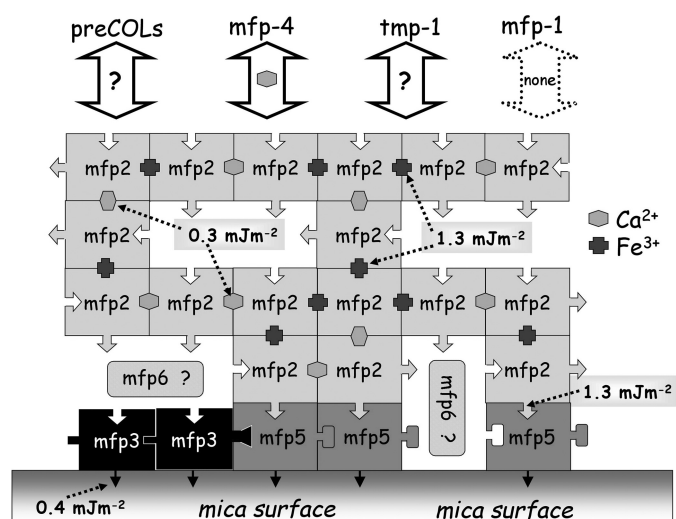 preCOLs mfp-4 tmp-1 mfp-1
? ? none
mfp2 mfp2 mfp2 mfp2 mfp2 mfp2
mfp2 0.3 mJm⁻² mfp2 1.3 mJm⁻²
Ca²⁺
Fe³⁺
mfp2 mfp2 mfp2 mfp2 mfp2 mfp2
mfp6 ? mfp2 mfp2 mfp6 ? mfp2
1.3 mJm⁻²
mfp3 mfp3 mfp5 mfp5 mfp5
0.4 mJm⁻² mica surface mica surface